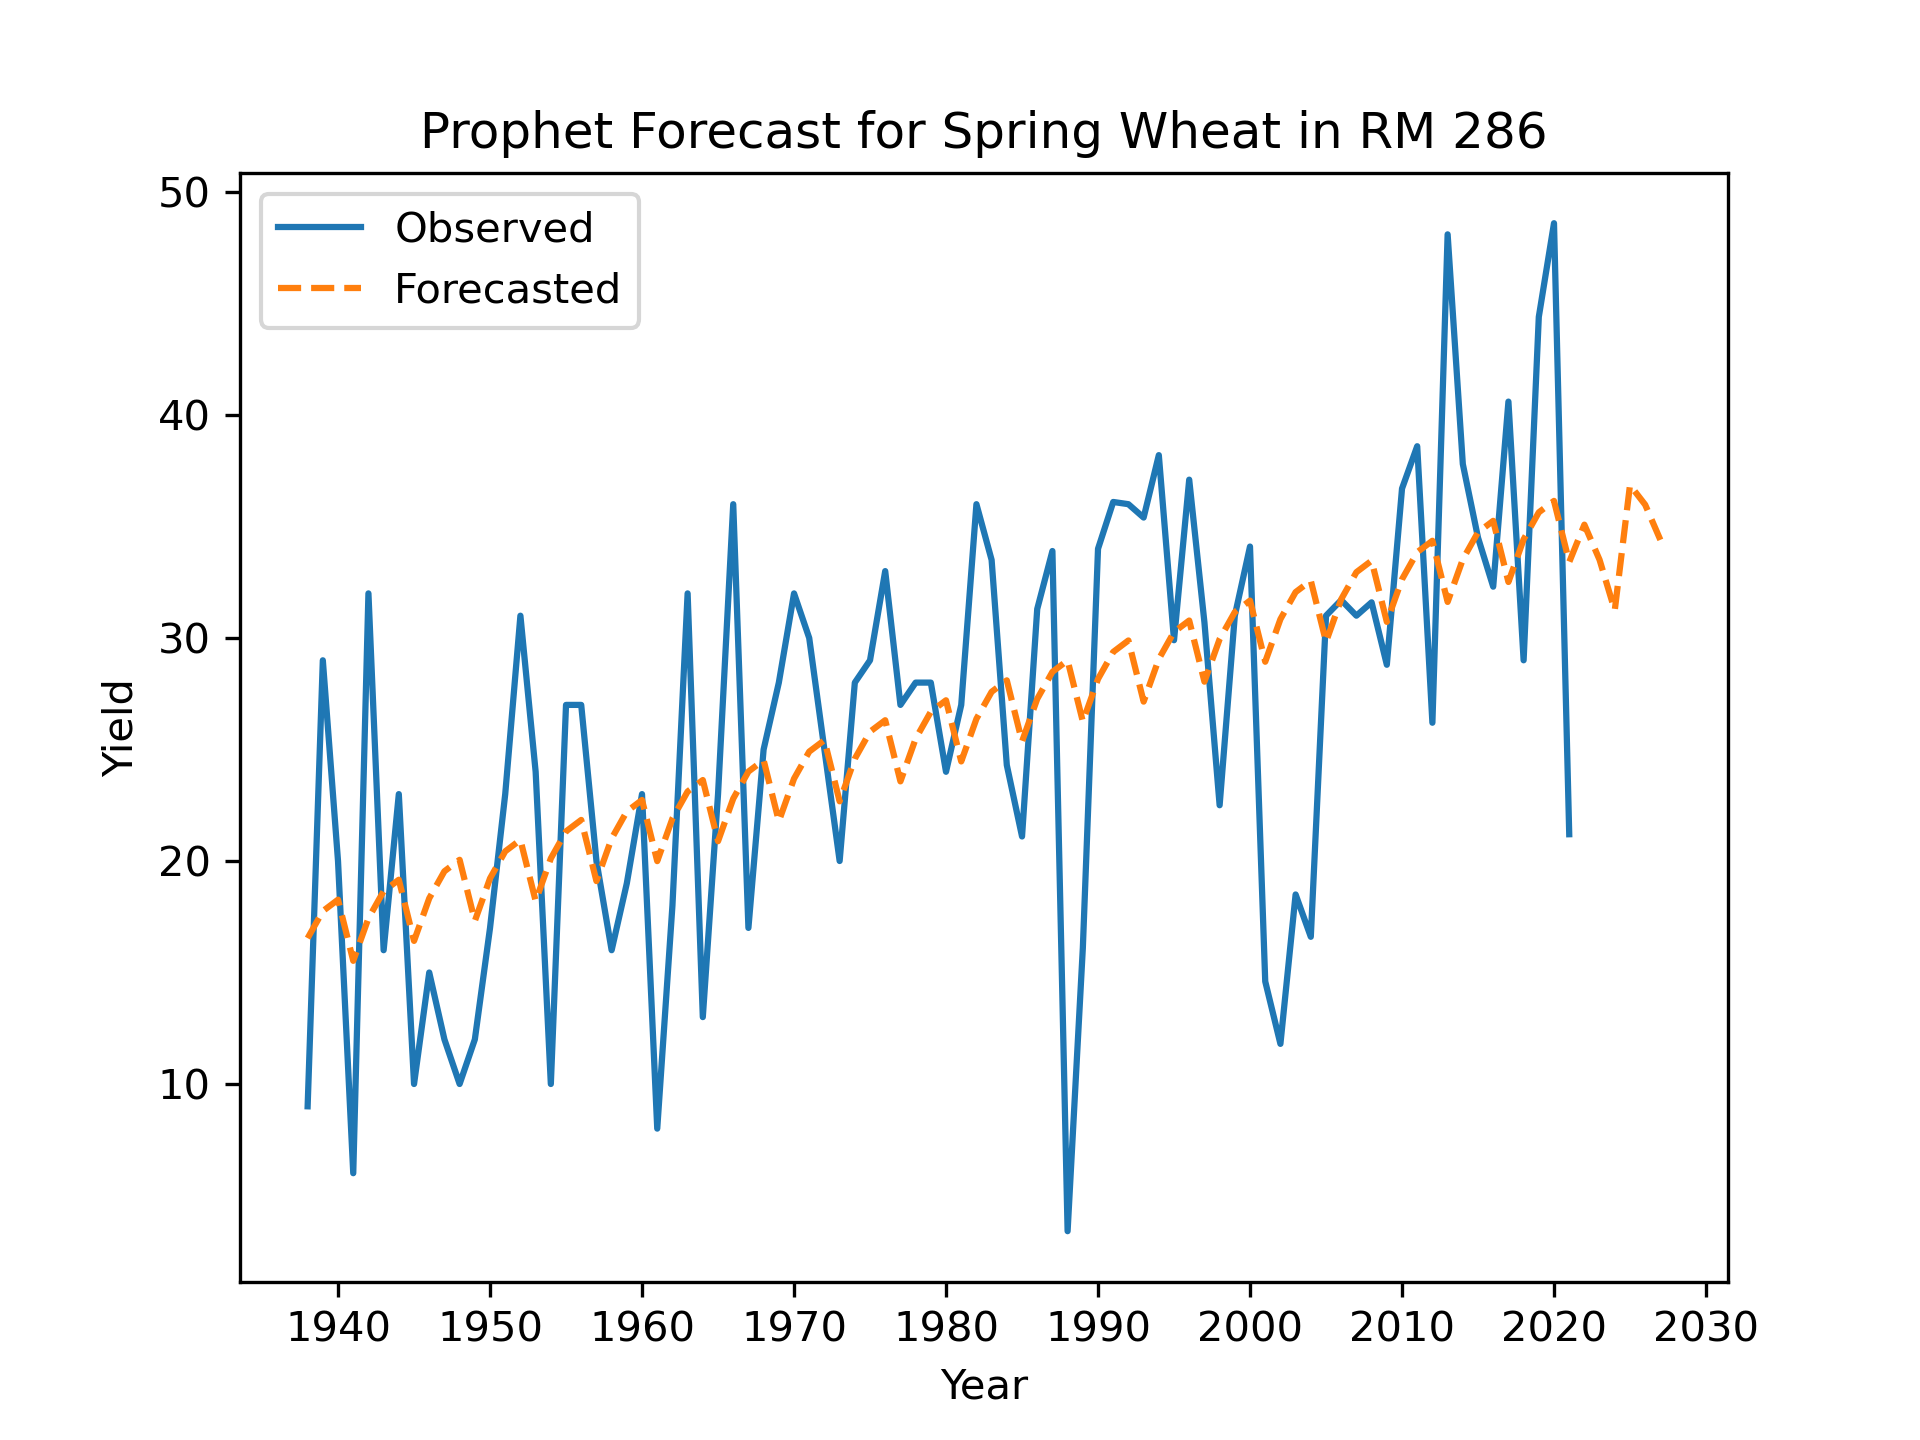 Prophet Forecast for Spring Wheat in RM 286
Observed
Forecasted
50
40
30
20
10
Yield
1940 1950 1960 1970 1980 1990 2000 2010 2020 2030
Year